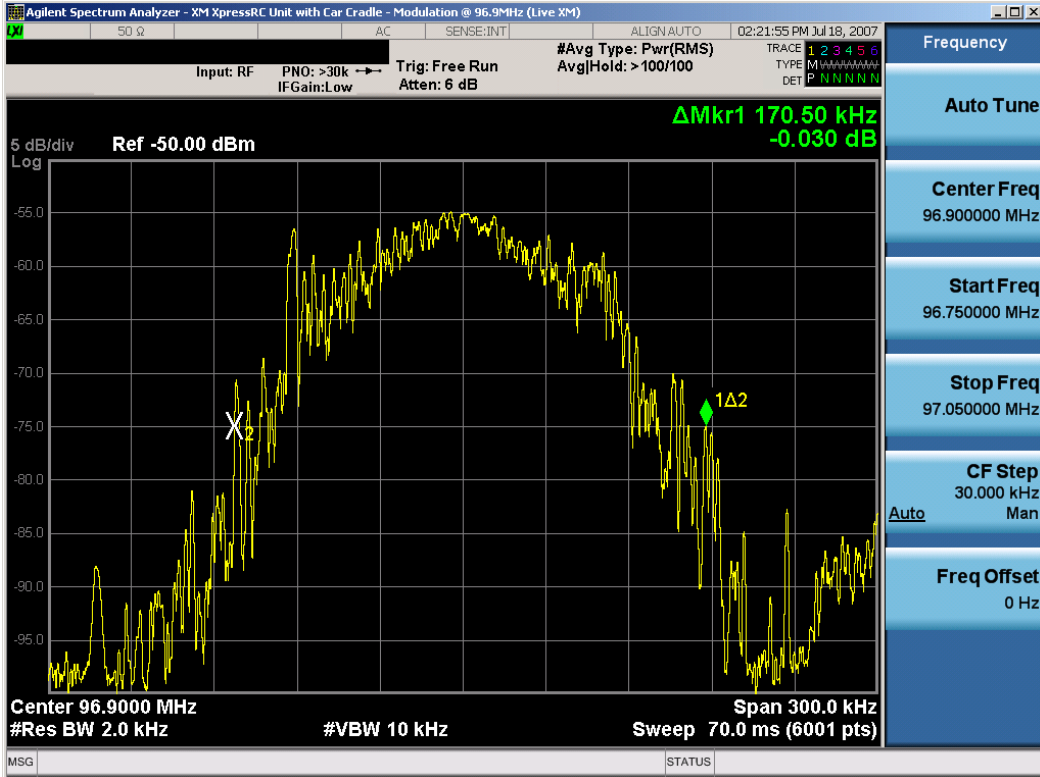 Agilent Spectrum Analyzer - XM XpressRC Unit with Car Cradle - Modulation @ 96.9MHz (Live XM)
LXI 50 Ω AC SENSE:INT ALIGN AUTO 02:21:55 PM Jul 18, 2007
Input: RF
PNO: >30k
IFGain:Low
Trig: Free Run
Atten: 6 dB
#Avg Type: Pwr(RMS)
Avg|Hold: >100/100
TRACE 1 2 3 4 5 6
TYPE M
DET P N N N N N
ΔMkr1 170.50 kHz
-0.030 dB
5 dB/div
Log
Ref -50.00 dBm
-55.0
-60.0
-65.0
-70.0
-75.0
-80.0
-85.0
-90.0
-95.0
X2
1Δ2
Center 96.9000 MHz
Span 300.0 kHz
#Res BW 2.0 kHz
#VBW 10 kHz
Sweep 70.0 ms (6001 pts)
MSG
STATUS
Frequency
Auto Tune
Center Freq
96.900000 MHz
Start Freq
96.750000 MHz
Stop Freq
97.050000 MHz
CF Step
30.000 kHz
Auto Man
Freq Offset
0 Hz